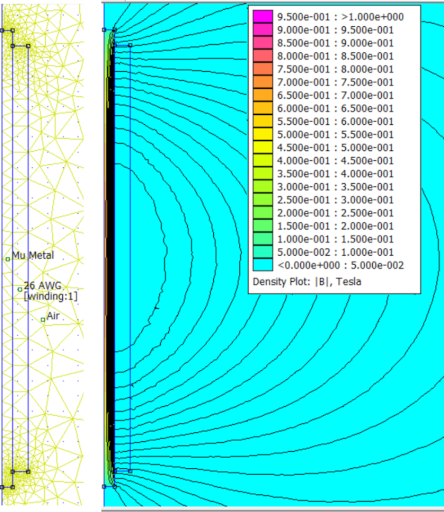 9.500e-001 : >1.000e+000
9.000e-001 : 9.500e-001
8.500e-001 : 9.000e-001
8.000e-001 : 8.500e-001
7.500e-001 : 8.000e-001
7.000e-001 : 7.500e-001
6.500e-001 : 7.000e-001
6.000e-001 : 6.500e-001
5.500e-001 : 6.000e-001
5.000e-001 : 5.500e-001
4.500e-001 : 5.000e-001
4.000e-001 : 4.500e-001
3.500e-001 : 4.000e-001
3.000e-001 : 3.500e-001
2.500e-001 : 3.000e-001
2.000e-001 : 2.500e-001
1.500e-001 : 2.000e-001
1.000e-001 : 1.500e-001
5.000e-002 : 1.000e-001
<0.000e+000 : 5.000e-002
Density Plot: |B|, Tesla
Mu Metal
26 AWG
[winding:1]
Air